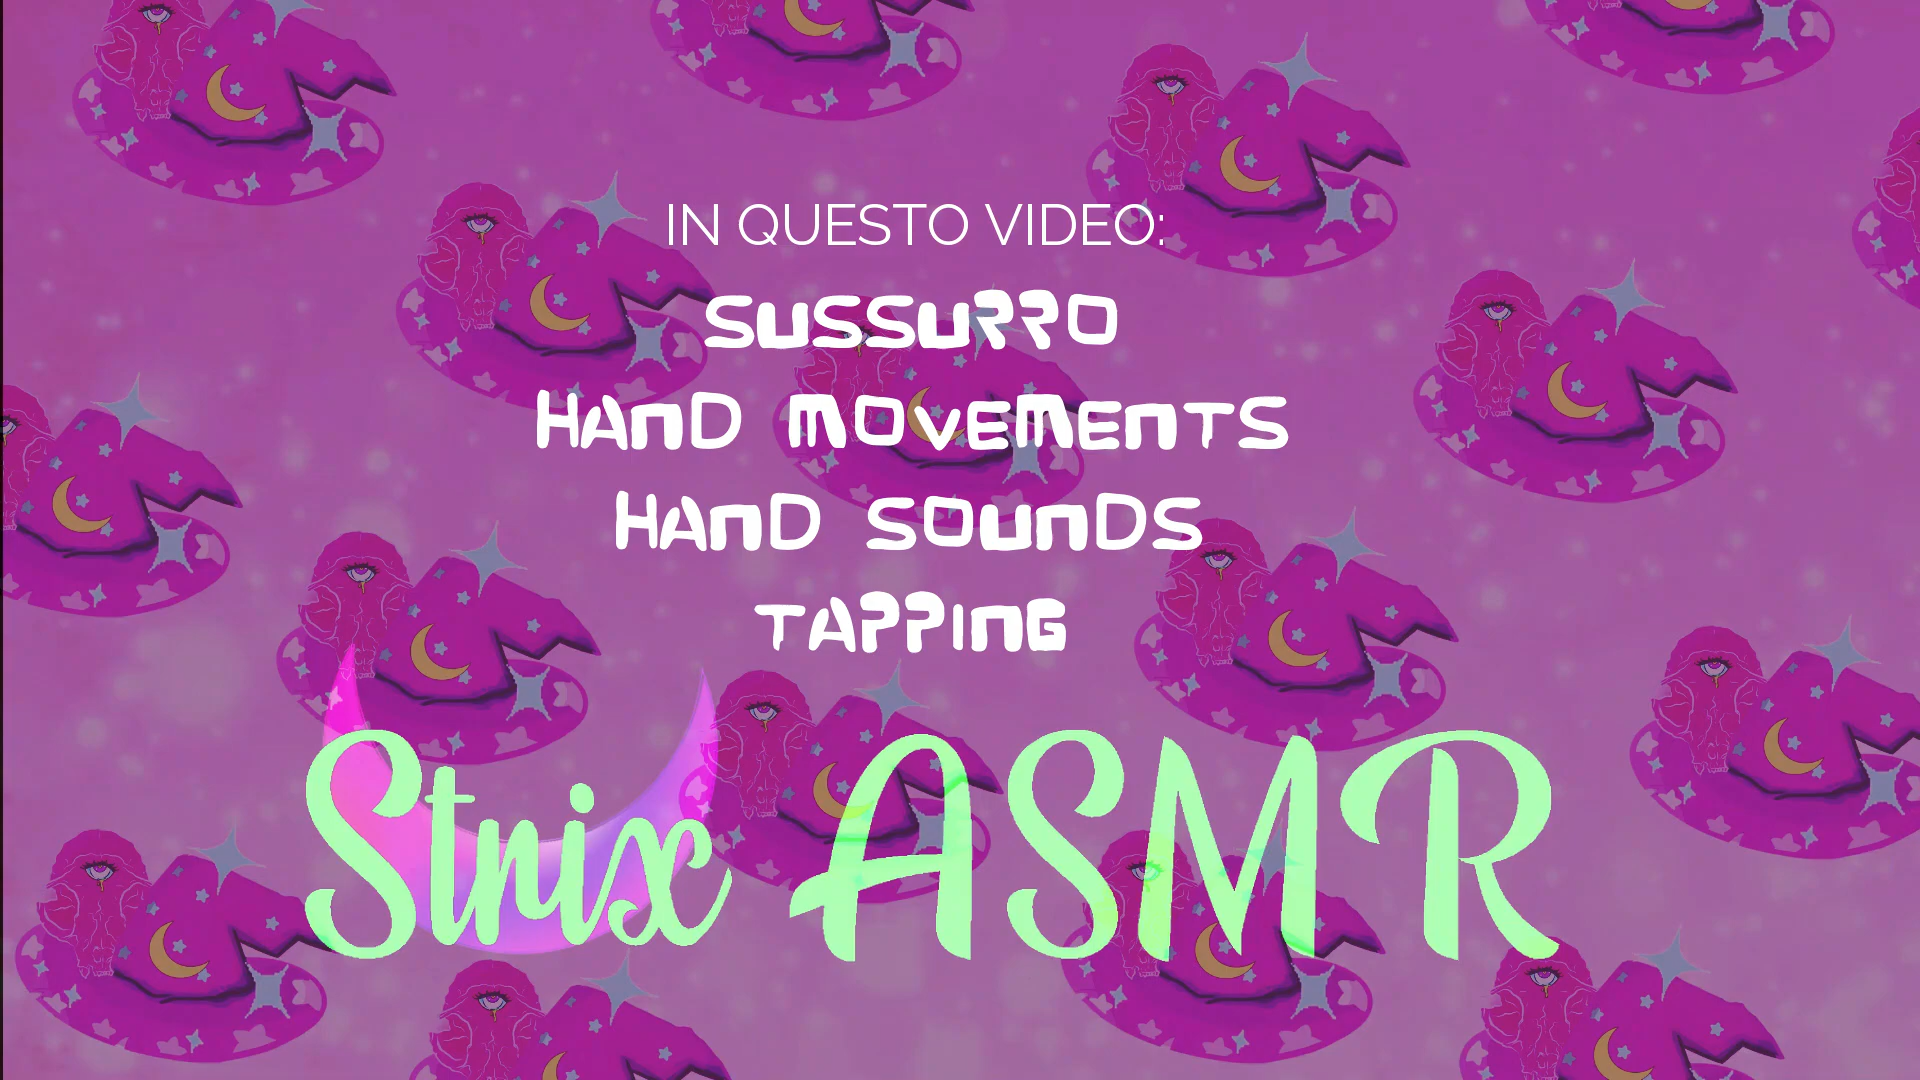 IN QUESTO VIDEO:
SUSSURRO
HAND MOVEMENTS
HAND SOUNDS
TAPPING
Strix ASMR